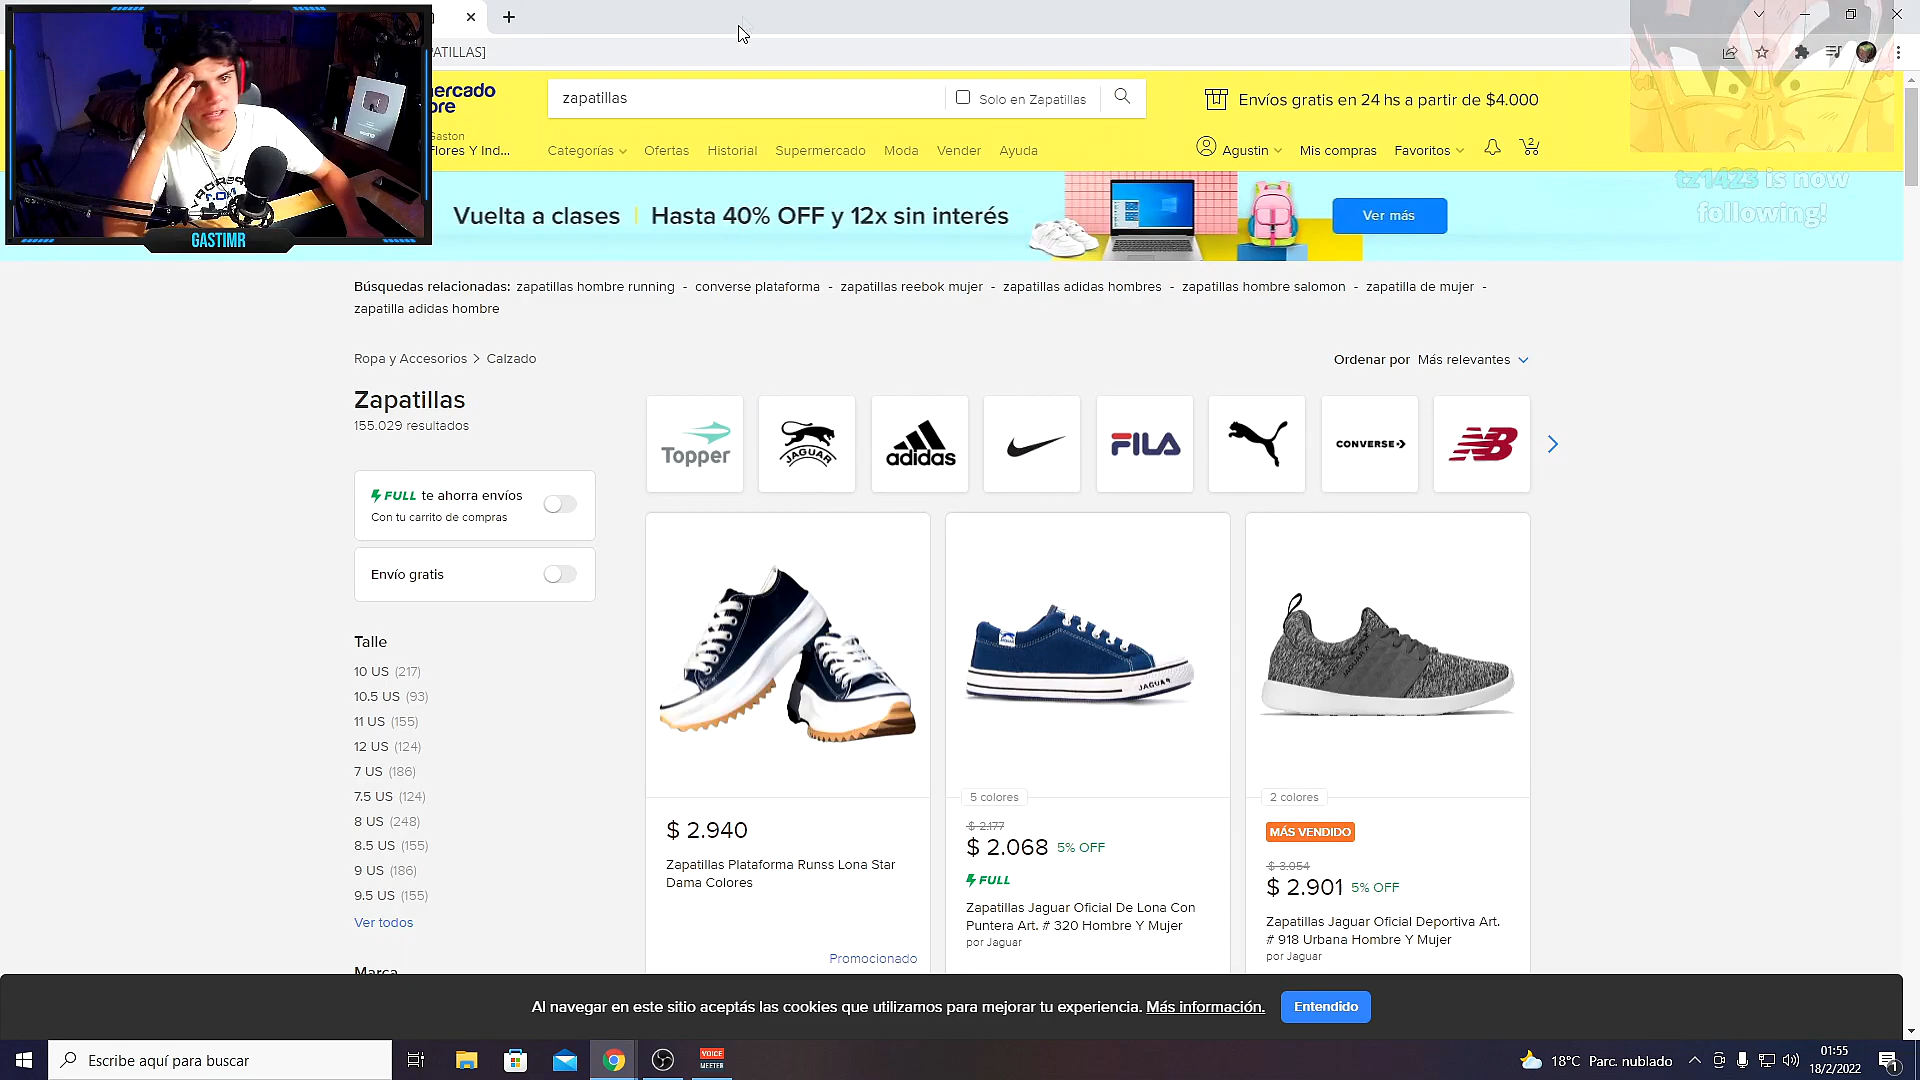 ATILLAS]
ercado
bre
zapatillas
Solo en Zapatillas
Envíos gratis en 24 hs a partir de $4.000
Gaston
Flores Y Ind...
Categorías
Ofertas
Historial
Supermercado
Moda
Vender
Ayuda
Agustin
Mis compras
Favoritos
2
tz1423 is now
following!
GASTIMR
Vuelta a clases | Hasta 40% OFF y 12x sin interés
Ver más
Búsquedas relacionadas: zapatillas hombre running - converse plataforma - zapatillas reebok mujer - zapatillas adidas hombres - zapatillas hombre salomon - zapatilla de mujer -
zapatilla adidas hombre
Ropa y Accesorios > Calzado
Ordenar por Más relevantes
Zapatillas
155.029 resultados
Topper
JAGUAR
adidas
FILA
CONVERSE
NB
FULL te ahorra envíos
Con tu carrito de compras
Envío gratis
Talle
10 US (217)
10.5 US (93)
11 US (155)
12 US (124)
7 US (186)
7.5 US (124)
8 US (248)
8.5 US (155)
9 US (186)
9.5 US (155)
Ver todos
Marca
$ 2.940
Zapatillas Plataforma Runss Lona Star
Dama Colores
Promocionado
JAGUAR
5 colores
$ 2.177
$ 2.068 5% OFF
FULL
Zapatillas Jaguar Oficial De Lona Con
Puntera Art. # 320 Hombre Y Mujer
por Jaguar
2 colores
MÁS VENDIDO
$ 3.054
$ 2.901 5% OFF
Zapatillas Jaguar Oficial Deportiva Art.
# 918 Urbana Hombre Y Mujer
por Jaguar
Al navegar en este sitio aceptás las cookies que utilizamos para mejorar tu experiencia. Más información.
Entendido
Escribe aquí para buscar
VOICE
MEETER
18°C Parc. nublado
01:55
18/2/2022
1